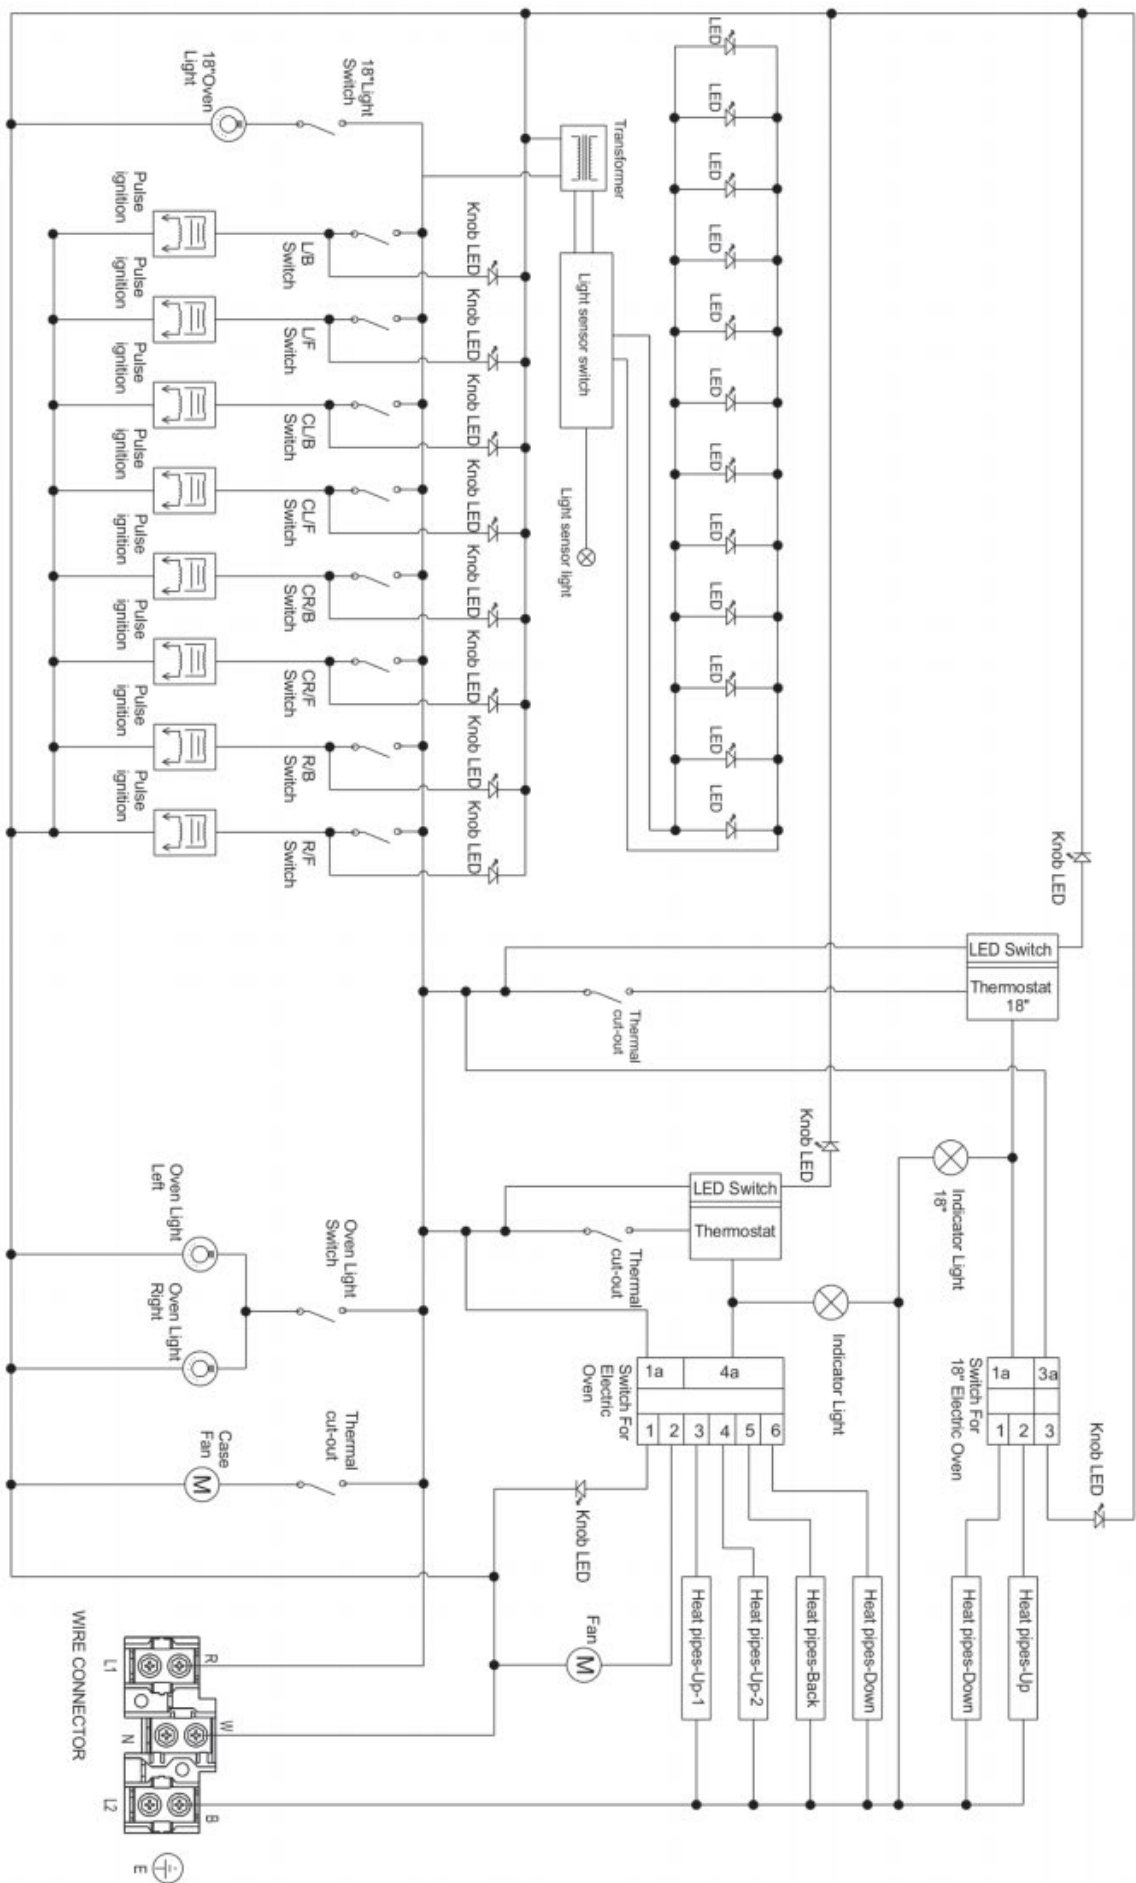 Knob LED
LED Switch
Thermostat
18"
Knob LED
3a
1a
3
2
1
Switch For
18" Electric Oven
Heat pipes-Up
Heat pipes-Down
Indicator Light
18"
Knob LED
LED Switch
Thermostat
Indicator Light
4a
1a
6
5
4
3
2
1
Switch For
Electric
Oven
Heat pipes-Down
Heat pipes-Back
Heat pipes-Up-2
Heat pipes-Up-1
LED
LED
LED
LED
LED
LED
LED
LED
LED
LED
LED
LED
Thermal
cut-out
Thermal
cut-out
Transformer
Light sensor switch
Light sensor light
Knob LED
Fan
M
Knob LED
Knob LED
Knob LED
Knob LED
Knob LED
Knob LED
Knob LED
Knob LED
18"Light
Switch
L/B
Switch
L/F
Switch
CL/B
Switch
CL/F
Switch
CR/B
Switch
CR/F
Switch
R/B
Switch
R/F
Switch
Oven Light
Switch
Thermal
cut-out
18"Oven
Light
Pulse
ignition
Pulse
ignition
Pulse
ignition
Pulse
ignition
Pulse
ignition
Pulse
ignition
Pulse
ignition
Pulse
ignition
Oven Light
Left
Oven Light
Right
Case
Fan
M
R
W
B
L1
N
L2
E
WIRE CONNECTOR